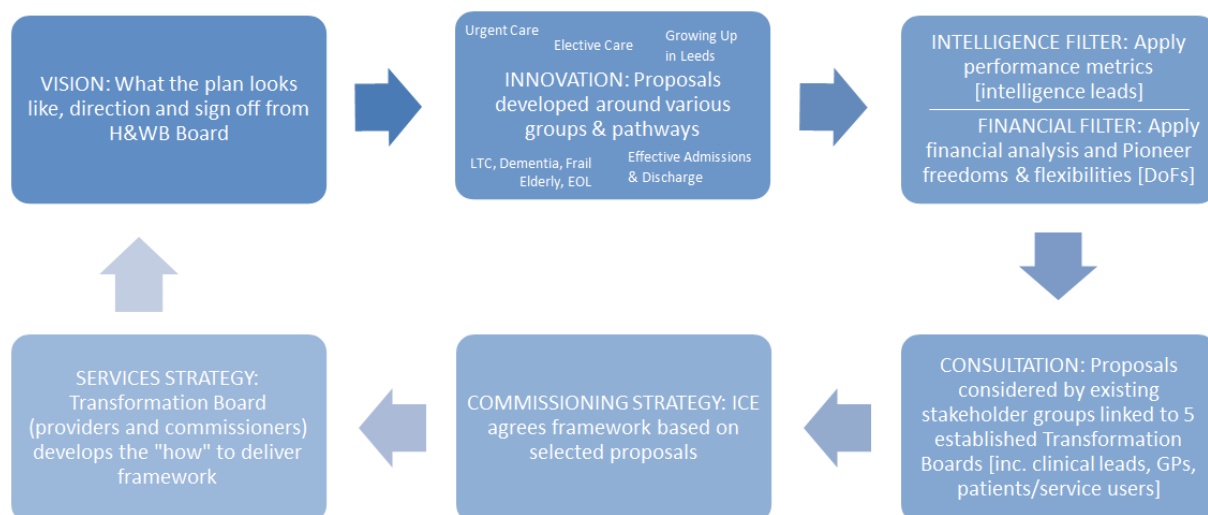 VISION: What the plan looks
like, direction and sign off from
H&WB Board
Urgent Care
Elective Care
Growing Up
in Leeds
INNOVATION: Proposals
developed around various
groups & pathways
LTC, Dementia, Frail
Elderly, EOL
Effective Admissions
& Discharge
INTELLIGENCE FILTER: Apply
performance metrics
[intelligence leads]
FINANCIAL FILTER: Apply
financial analysis and Pioneer
freedoms & flexibilities [DoFs]
CONSULTATION: Proposals
considered by existing
stakeholder groups linked to 5
established Transformation
Boards [inc. clinical leads, GPs,
patients/service users]
COMMISSIONING STRATEGY: ICE
agrees framework based on
selected proposals
SERVICES STRATEGY:
Transformation Board
(providers and commissioners)
develops the "how" to deliver
framework